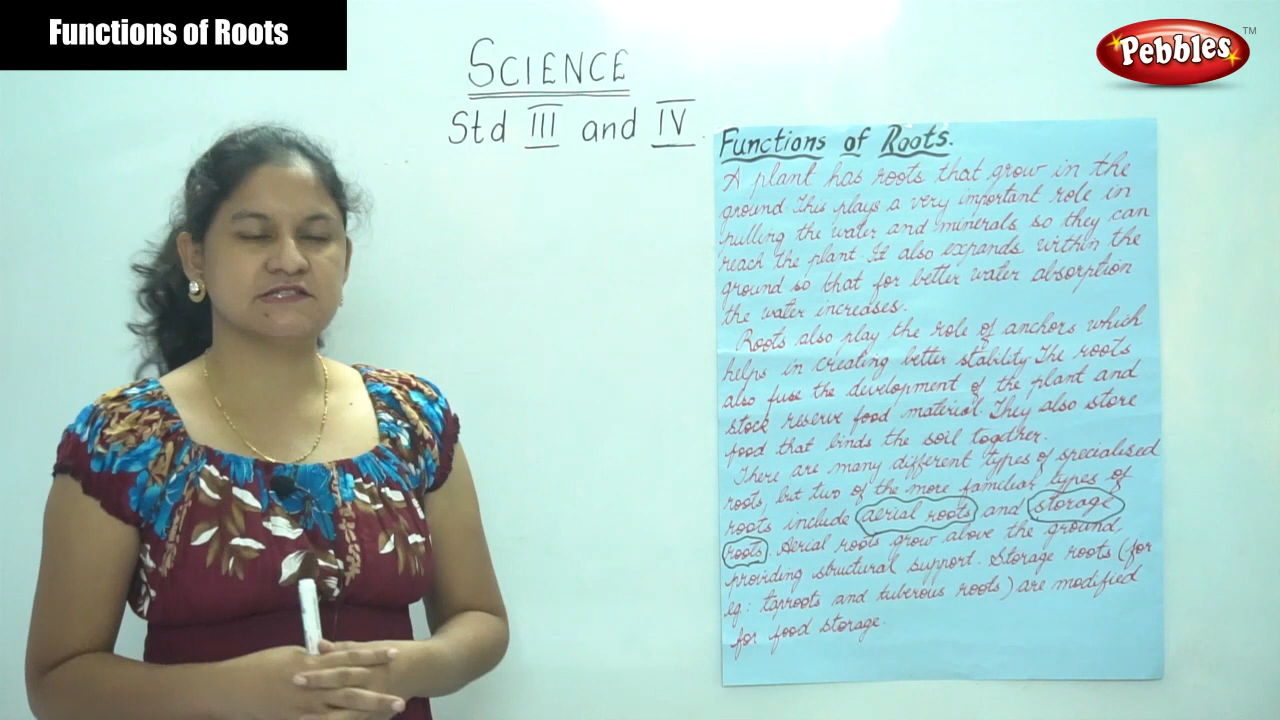 Functions of Roots
Pebbles TM
SCIENCE
Std III and IV.
Functions of Roots.
A plant has roots that grow in the
ground. This plays a very important role in
pulling the water and minerals so they can
reach the plant. It also expands within the
ground so that for better water absorption
the water increases.
Roots also play the role of anchors which
helps in creating better stability. The roots
also fuse the development of the plant and
stock reserve food material. They also store
food that binds the soil together.
There are many different types of specialised
roots, but two of the more familiar types of
roots include aerial roots and storage
roots. Aerial roots grow above the ground,
providing structural support. Storage roots (for
eg: taproots and tuberous roots) are modified
for food storage.